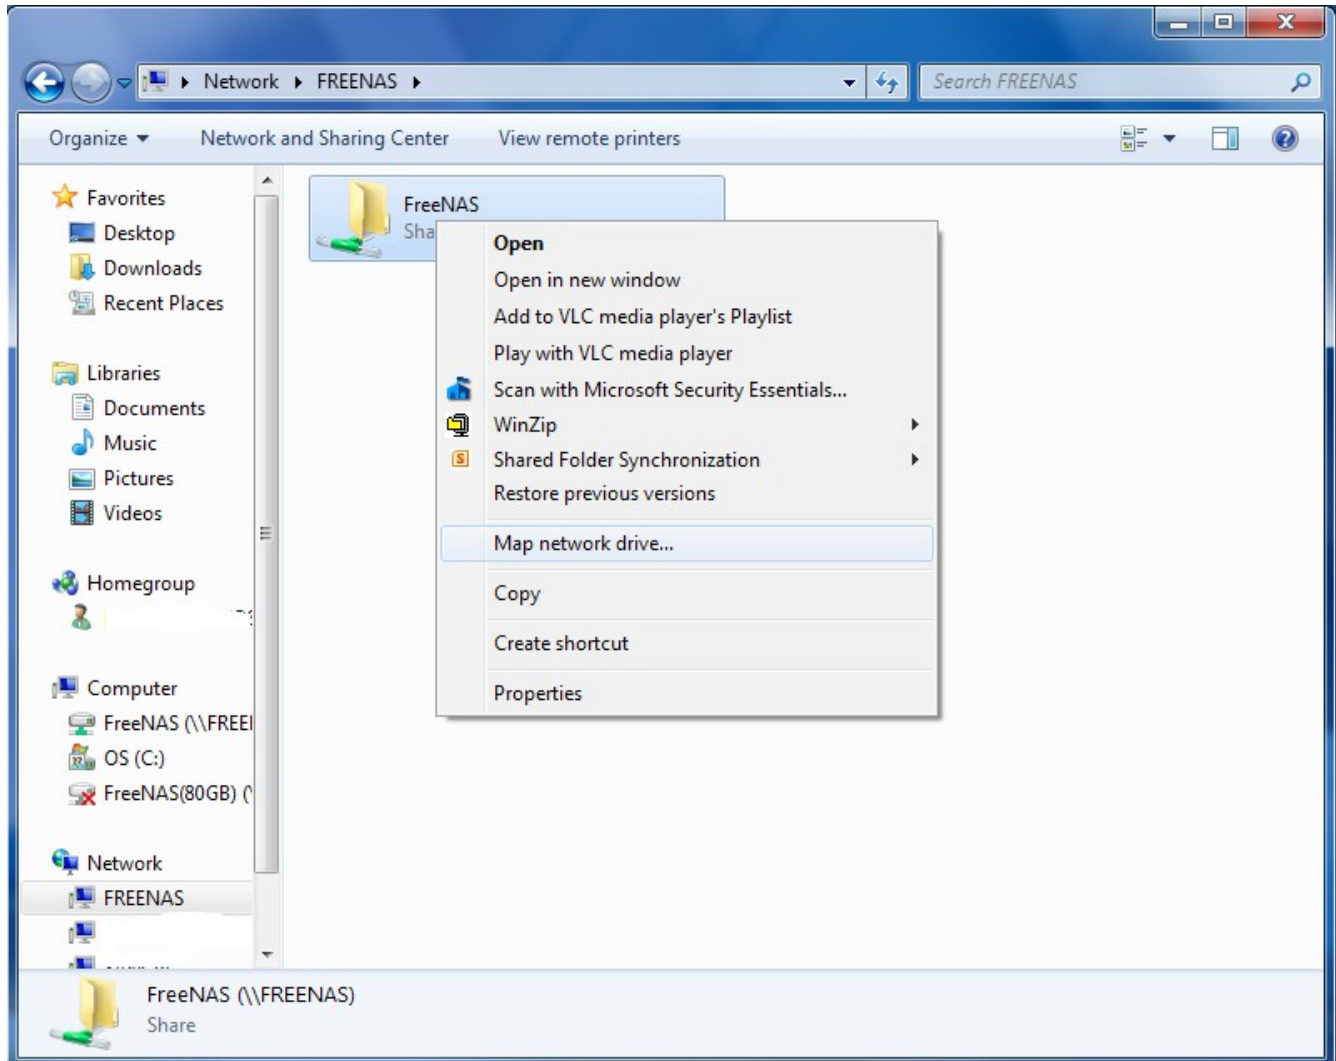 Network FREENAS
Search FREENAS
Organize
Network and Sharing Center
View remote printers
Favorites
Desktop
Downloads
Recent Places
Libraries
Documents
Music
Pictures
Videos
Homegroup
Computer
FreeNAS (\\FREE
OS (C:)
FreeNAS(80GB) (
Network
FREENAS
FreeNAS
Sha
Open
Open in new window
Add to VLC media player's Playlist
Play with VLC media player
Scan with Microsoft Security Essentials...
WinZip
Shared Folder Synchronization
Restore previous versions
Map network drive...
Copy
Create shortcut
Properties
FreeNAS (\\FREENAS)
Share